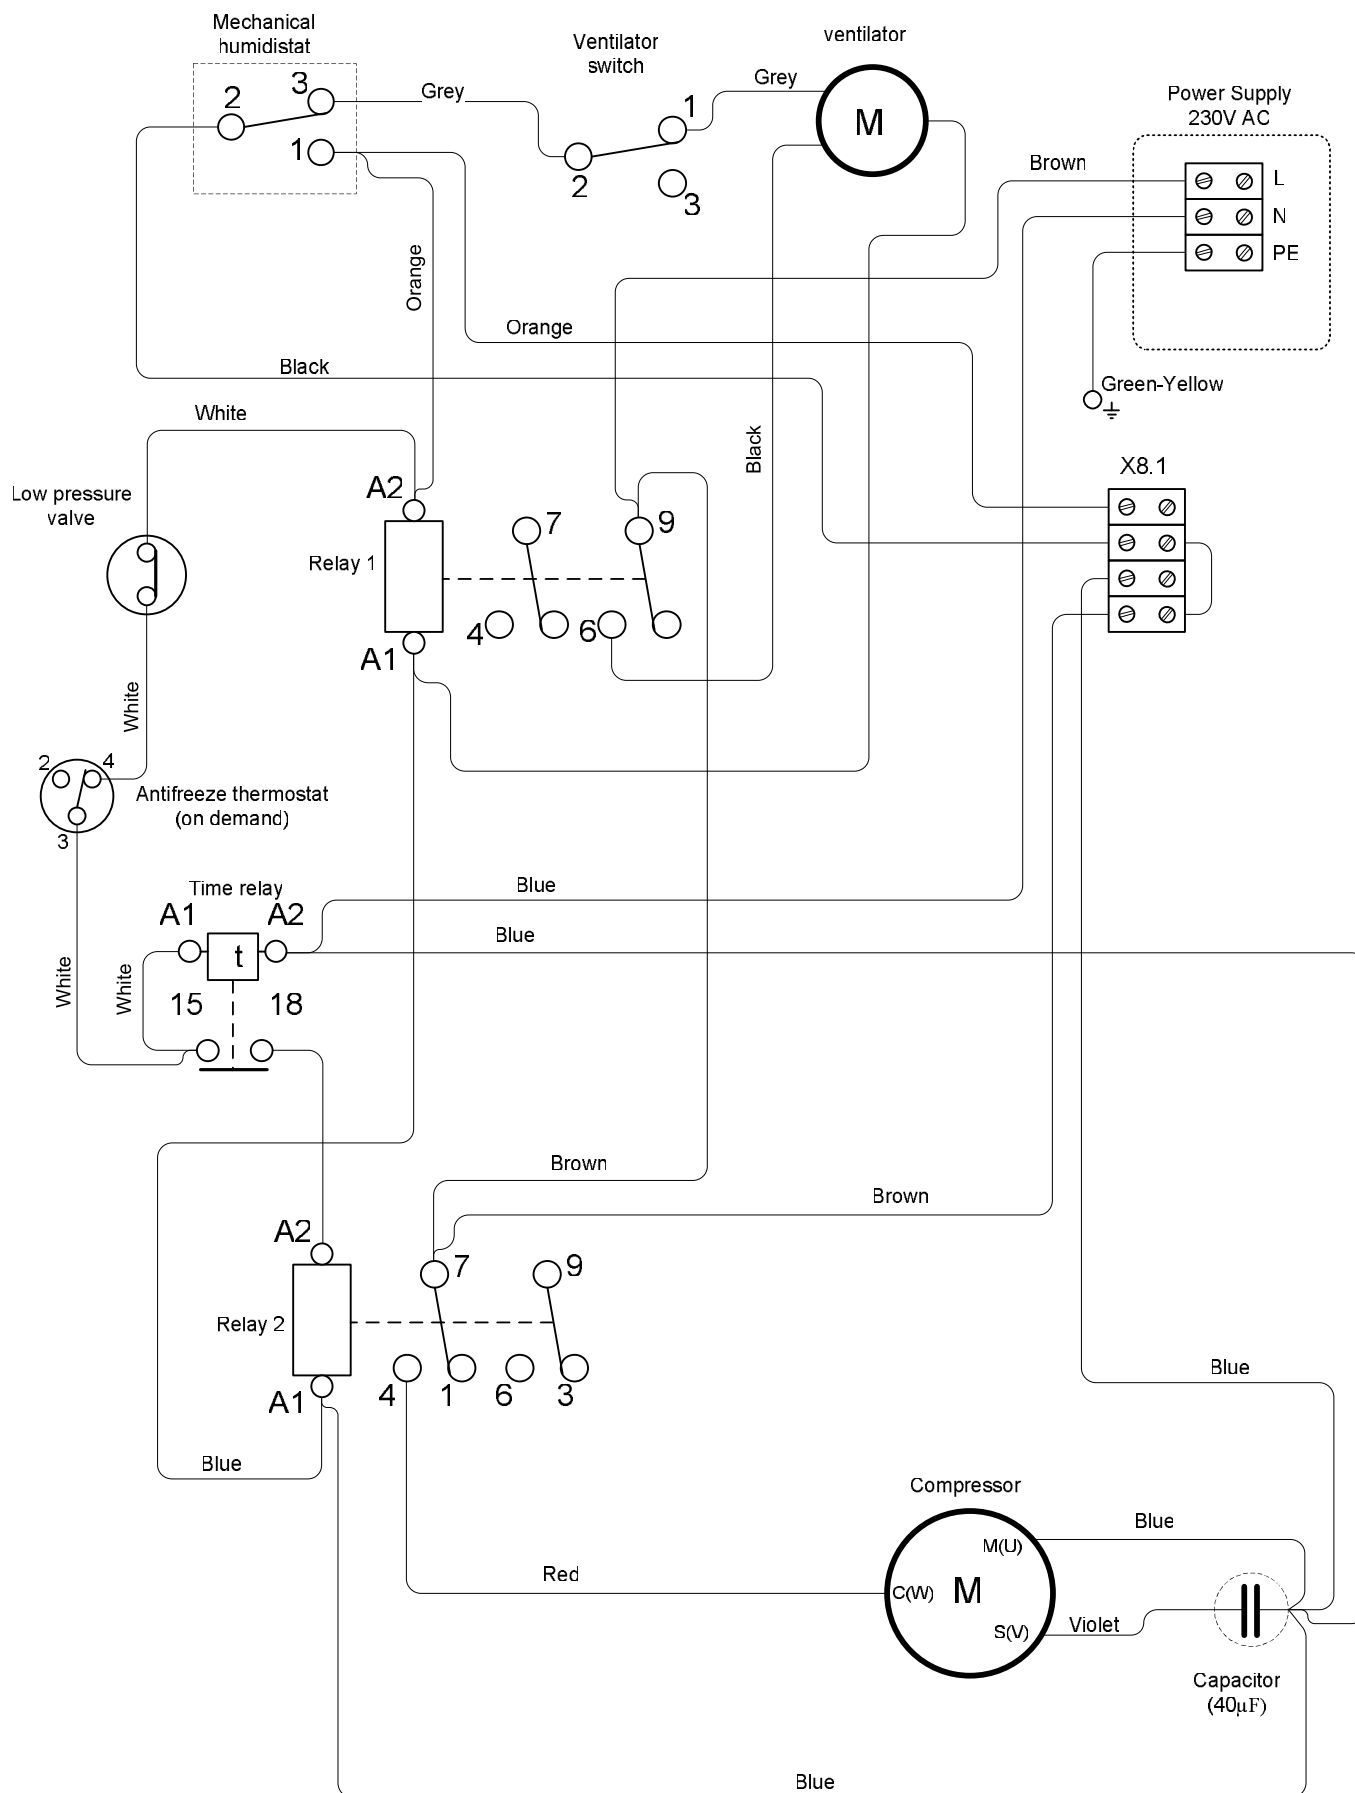 Mechanical
humidistat
Ventilator
switch
ventilator
Power Supply
230V AC
2
3
1
Grey
2
1
3
Grey
M
Brown
L
N
PE
Orange
Orange
Black
Green-Yellow
White
Black
X8.1
Low pressure
valve
A2
Relay 1
A1
7
9
4
6
White
2
4
3
Antifreeze thermostat
(on demand)
Time relay
A1
A2
t
15
18
Blue
Blue
White
White
Brown
Brown
A2
Relay 2
A1
7
9
4
1
6
3
Blue
Blue
Compressor
M(U)
C(W)
M
S(V)
Red
Blue
Violet
Capacitor
(40µF)
Blue